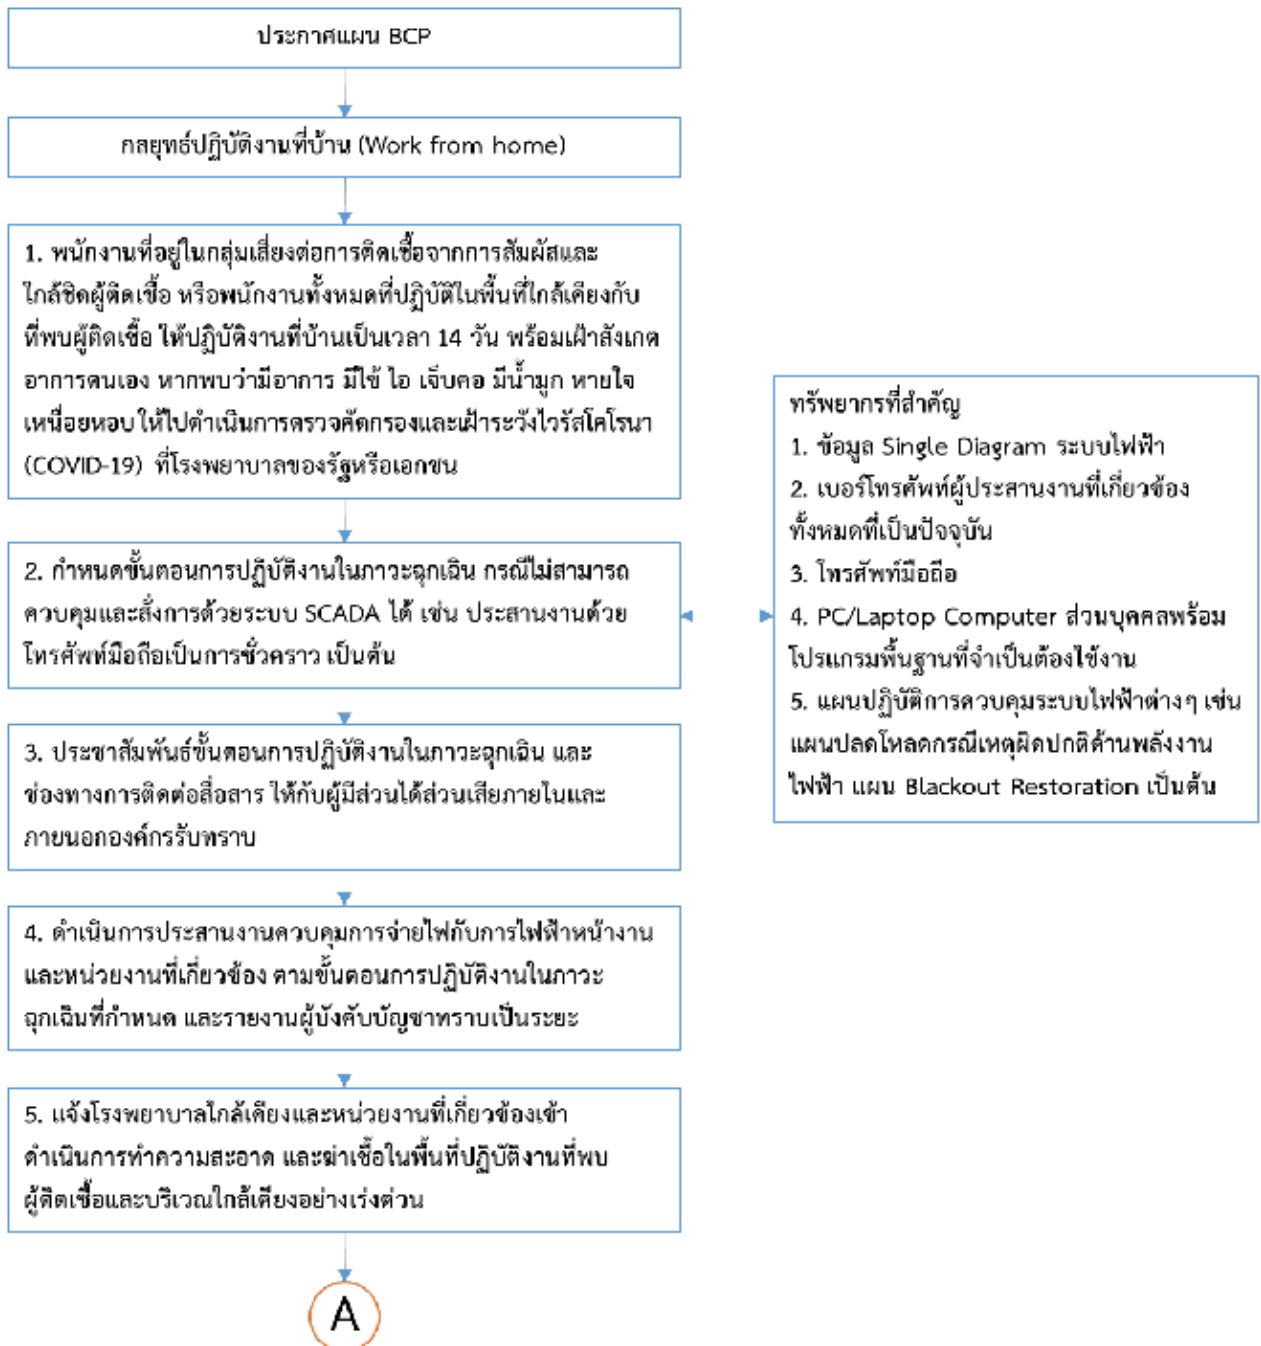 ประกาศแผน BCP
กลยุทธ์ปฏิบัติงานที่บ้าน (Work from home)
1. พนักงานที่อยู่ในกลุ่มเสี่ยงต่อการติดเชื้อจากการสัมผัสและ
ใกล้ชิดผู้ติดเชื้อ หรือพนักงานทั้งหมดที่ปฏิบัติในพื้นที่ใกล้เคียงกับ
ที่พบผู้ติดเชื้อ ให้ปฏิบัติงานที่บ้านเป็นเวลา 14 วัน พร้อมเฝ้าสังเกต
อาการตนเอง หากพบว่ามีอาการ มีไข้ ไอ เจ็บคอ มีน้ำมูก หายใจ
เหนื่อยหอบ ให้ไปดำเนินการตรวจคัดกรองและเฝ้าระวังไวรัสโคโรนา
(COVID-19) ที่โรงพยาบาลของรัฐหรือเอกชน
2. กำหนดขั้นตอนการปฏิบัติงานในภาวะฉุกเฉิน กรณีไม่สามารถ
ควบคุมและสั่งการด้วยระบบ SCADA ได้ เช่น ประสานงานด้วย
โทรศัพท์มือถือเป็นการชั่วคราว เป็นต้น
3. ประชาสัมพันธ์ขั้นตอนการปฏิบัติงานในภาวะฉุกเฉิน และ
ช่องทางการติดต่อสื่อสาร ให้กับผู้มีส่วนได้ส่วนเสียภายในและ
ภายนอกองค์กรรับทราบ
4. ดำเนินการประสานงานควบคุมการจ่ายไฟกับการไฟฟ้าหน้างาน
และหน่วยงานที่เกี่ยวข้อง ตามขั้นตอนการปฏิบัติงานในภาวะ
ฉุกเฉินที่กำหนด และรายงานผู้บังคับบัญชาทราบเป็นระยะ
5. แจ้งโรงพยาบาลใกล้เคียงและหน่วยงานที่เกี่ยวข้องเข้า
ดำเนินการทำความสะอาด และฆ่าเชื้อในพื้นที่ปฏิบัติงานที่พบ
ผู้ติดเชื้อและบริเวณใกล้เคียงอย่างเร่งด่วน
A
ทรัพยากรที่สำคัญ
1. ข้อมูล Single Diagram ระบบไฟฟ้า
2. เบอร์โทรศัพท์ผู้ประสานงานที่เกี่ยวข้อง
ทั้งหมดที่เป็นปัจจุบัน
3. โทรศัพท์มือถือ
4. PC/Laptop Computer ส่วนบุคคลพร้อม
โปรแกรมพื้นฐานที่จำเป็นต้องใช้งาน
5. แผนปฏิบัติการควบคุมระบบไฟฟ้าต่างๆ เช่น
แผนปลดโหลดกรณีเหตุผิดปกติด้านพลังงาน
ไฟฟ้า แผน Blackout Restoration เป็นต้น